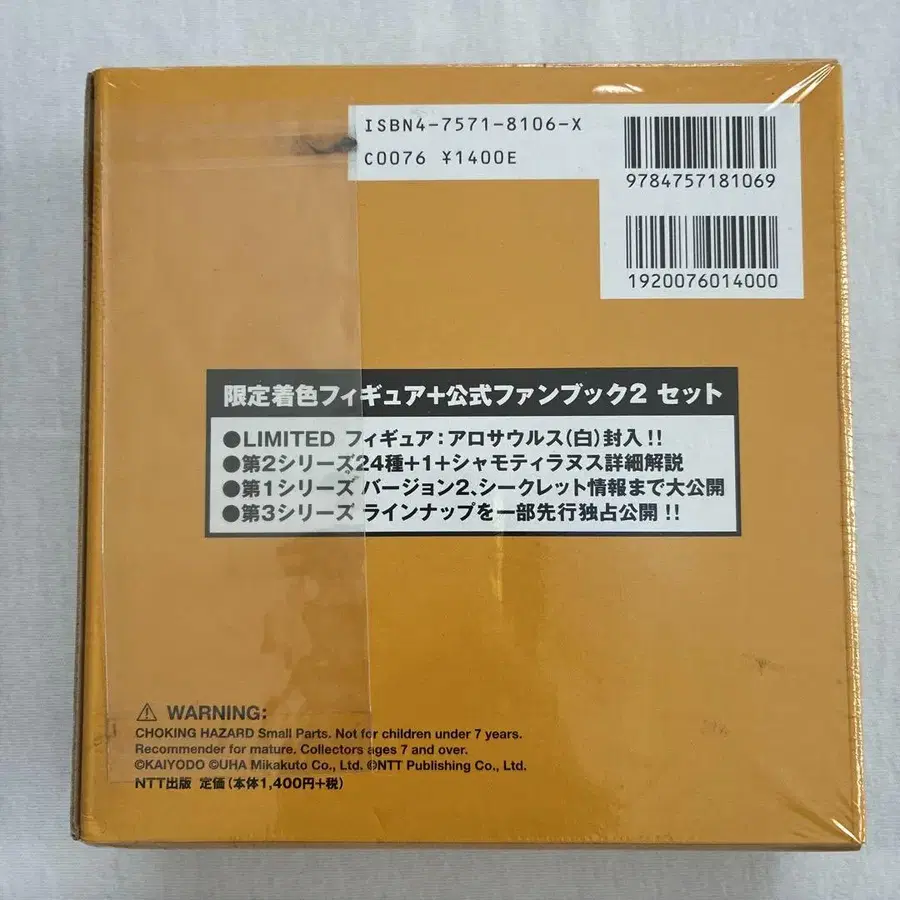 ISBN4-7571-8106-X
C0076 ¥1400E
9784757181069
1920076014000
限定着色フィギュア+公式ファンブック2 セット
●LIMITED フィギュア:アロサウルス(白)封入!!
●第2シリーズ24種+1+シャモティラヌス詳細解説
●第1シリーズ バージョン2、シークレット情報まで大公開
●第3シリーズ ラインナップを一部先行独占公開!!
⚠ WARNING:
CHOKING HAZARD Small Parts. Not for children under 7 years.
Recommender for mature. Collectors ages 7 and over.
©KAIYODO ©UHA Mikakuto Co., Ltd. ©NTT Publishing Co., Ltd.
NTT出版 定価(本体1,400円+税)